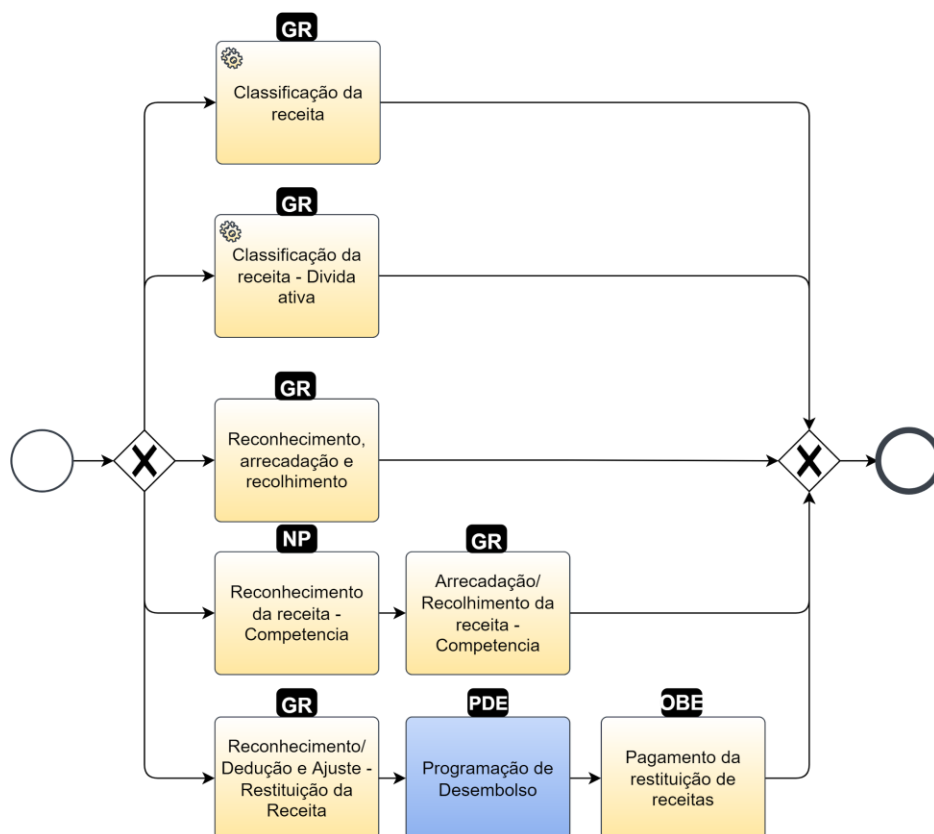 GR
Classificação da
receita
GR
Classificação da
receita - Divida
ativa
GR
Reconhecimento,
arrecadação e
recolhimento
NP
Reconhecimento
da receita -
Competencia
GR
Arrecadação/
Recolhimento da
receita -
Competencia
GR
Reconhecimento/
Dedução e Ajuste -
Restituição da
Receita
PDE
Programação de
Desembolso
OBE
Pagamento da
restituição de
receitas